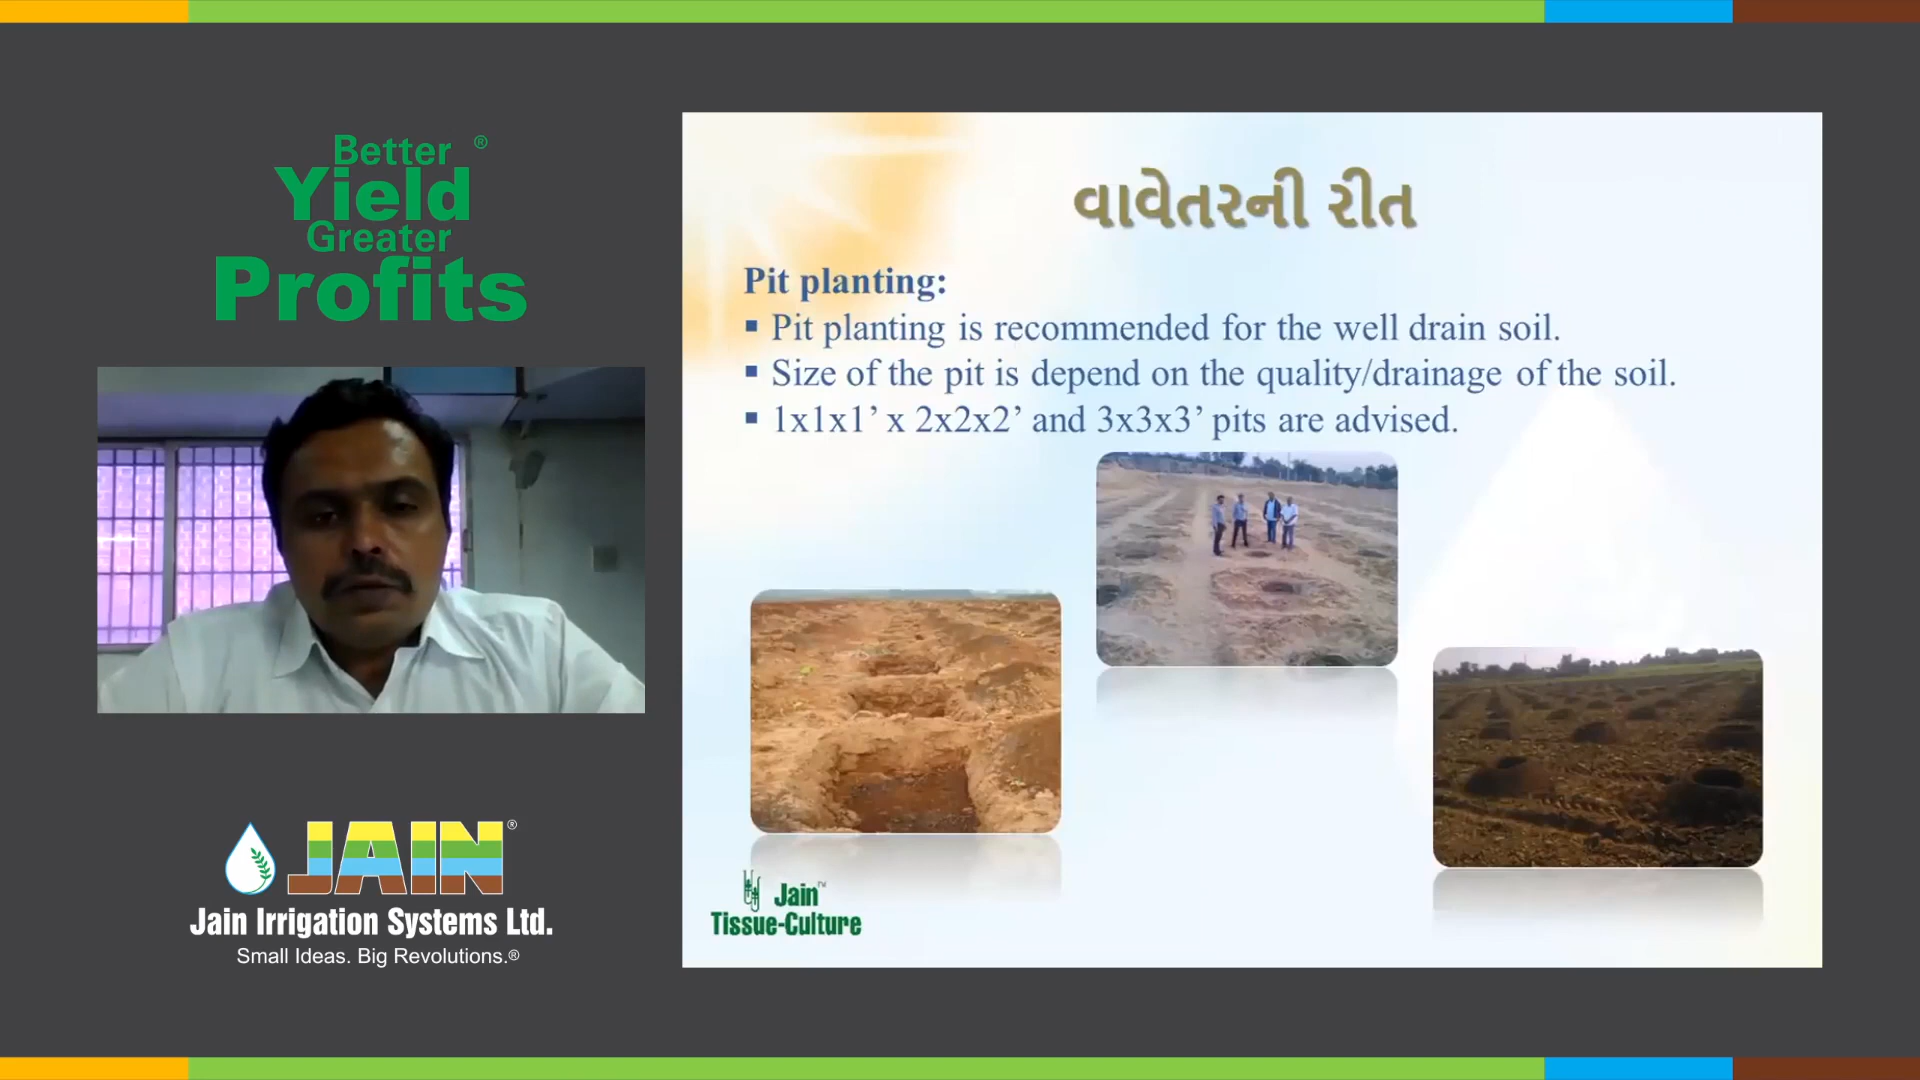 Better ®
Yield
Greater
Profits
JAIN®
Jain Irrigation Systems Ltd.
Small Ideas. Big Revolutions.®
વાવેતરની રીત
Pit planting:
▪ Pit planting is recommended for the well drain soil.
▪ Size of the pit is depend on the quality/drainage of the soil.
▪ 1x1x1’ x 2x2x2’ and 3x3x3’ pits are advised.
Jain™
Tissue-Culture